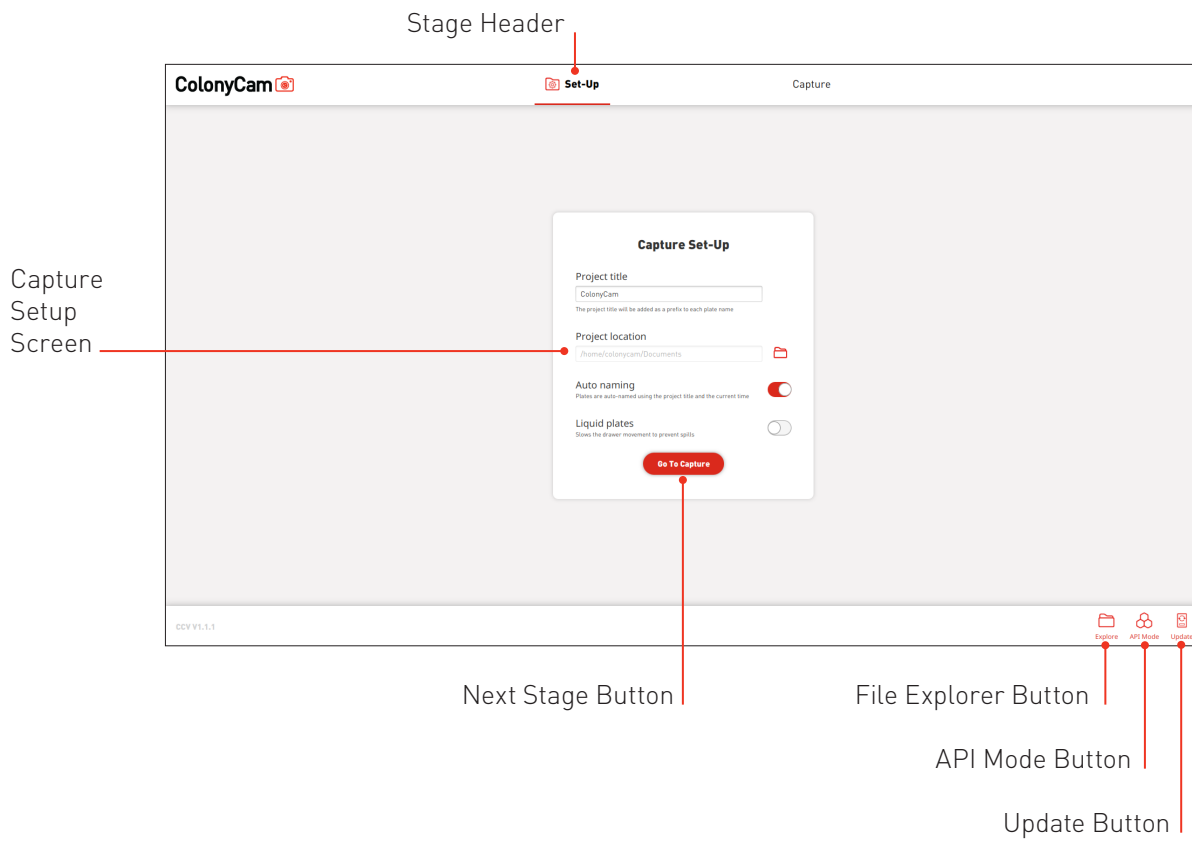 Stage Header
ColonyCam
Set-Up
Capture
Capture Set-Up
Project title
ColonyCam
The project title will be added as a prefix to each plate name
Capture
Setup
Screen
Project location
/home/colonycam/Documents
Auto naming
Plates are auto-named using the project title and the current time
Liquid plates
Slows the drawer movement to prevent spills
Go To Capture
CCV V1.1.1
Explore
API Mode
Update
Next Stage Button
File Explorer Button
API Mode Button
Update Button